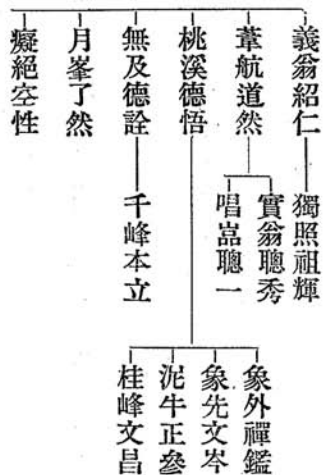 義翁紹仁
獨照祖輝
葦航道然
實翁聰秀
唱嵓聰一
桃溪德悟
象外禪鑑
象先文岑
泥牛正參
桂峰文昌
無及德詮
千峰本立
月峯了然
癡絕空性